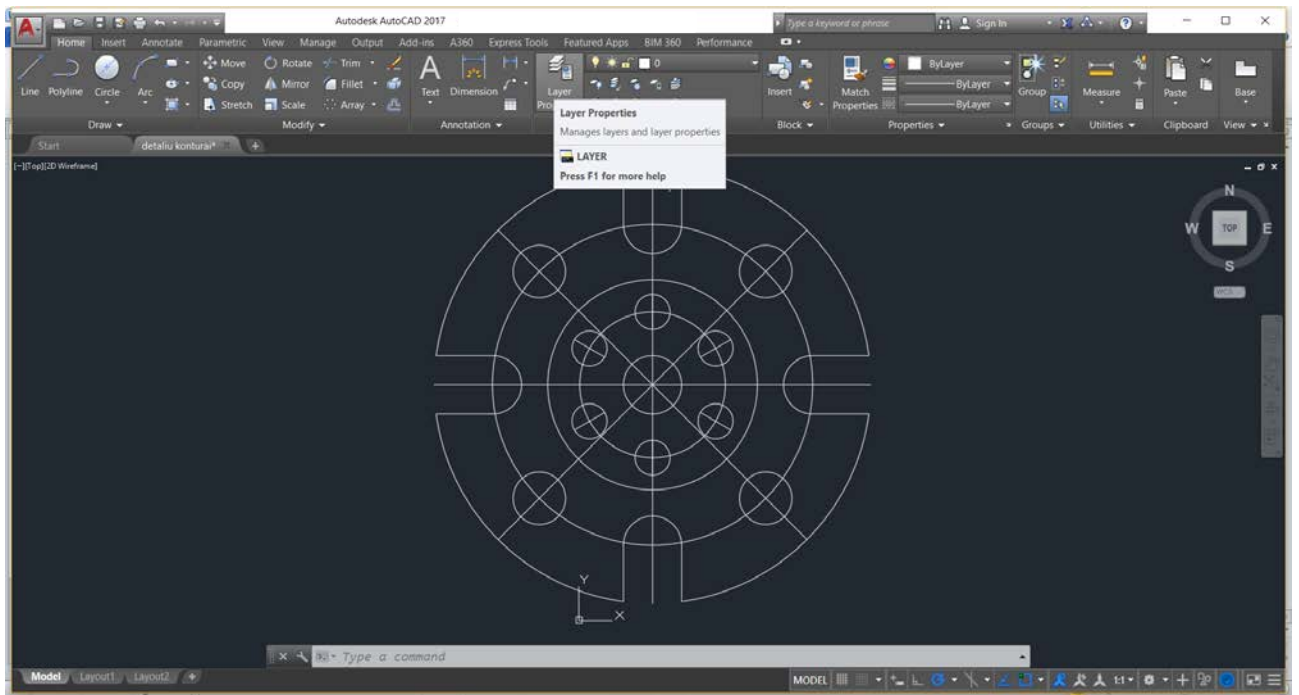 Autodesk AutoCAD 2017
Type a keyword or phrase
Sign In
Home Insert Annotate Parametric View Manage Output Add-ins A360 Express Tools Featured Apps BIM 360 Performance
Move Rotate Trim 0 ByLayer
Copy Mirror Fillet ByLayer
Stretch Scale Array ByLayer
Line Polyline Circle Arc Text Dimension Layer Insert Match Properties Group Measure Paste Base
Draw Modify Annotation Block Properties Groups Utilities Clipboard View
Layer Properties
Manages layers and layer properties
LAYER
Press F1 for more help
Start detaliu konturai*
[-][Top][2D Wireframe]
N
W TOP E
S
WCS
Y
X
Type a command
Model Layout1 Layout2 +
MODEL 1:1